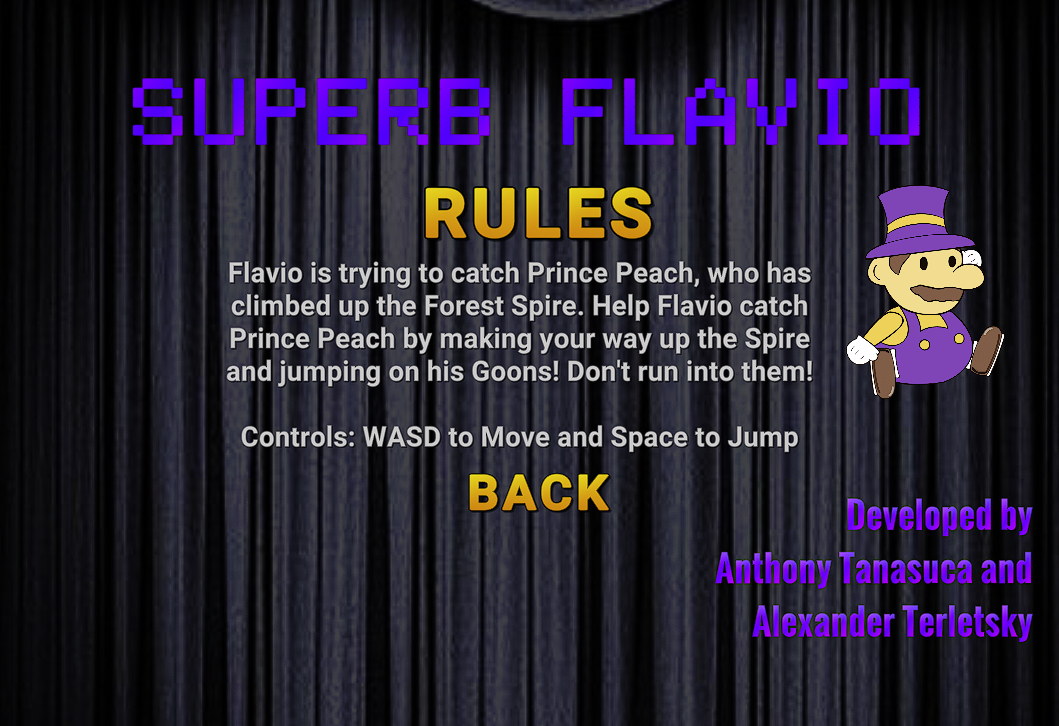 SUPERB FLAVIO
RULES
Flavio is trying to catch Prince Peach, who has
climbed up the Forest Spire. Help Flavio catch
Prince Peach by making your way up the Spire
and jumping on his Goons! Don't run into them!
Controls: WASD to Move and Space to Jump
BACK
Developed by
Anthony Tanasuca and
Alexander Terletsky